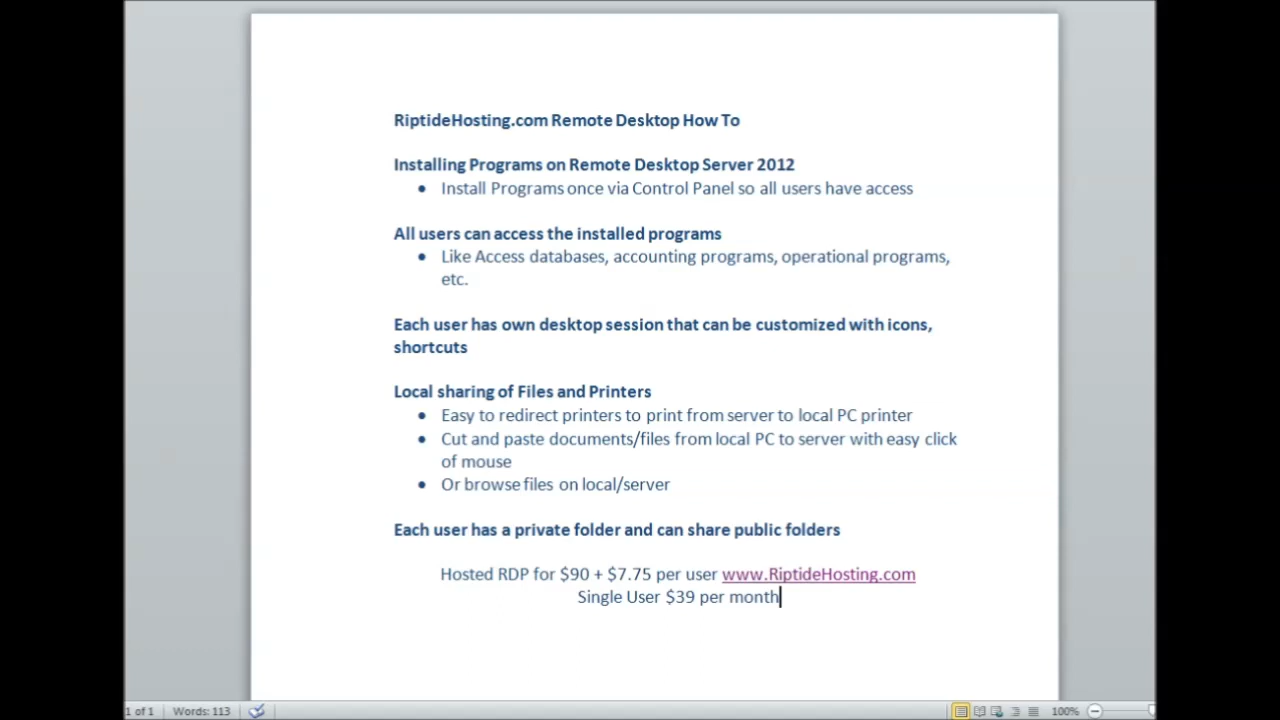 RiptideHosting.com Remote Desktop How To
Installing Programs on Remote Desktop Server 2012
• Install Programs once via Control Panel so all users have access
All users can access the installed programs
• Like Access databases, accounting programs, operational programs,
etc.
Each user has own desktop session that can be customized with icons,
shortcuts
Local sharing of Files and Printers
• Easy to redirect printers to print from server to local PC printer
• Cut and paste documents/files from local PC to server with easy click
of mouse
• Or browse files on local/server
Each user has a private folder and can share public folders
Hosted RDP for $90 + $7.75 per user www.RiptideHosting.com
Single User $39 per month
1 of 1 Words: 113 100%